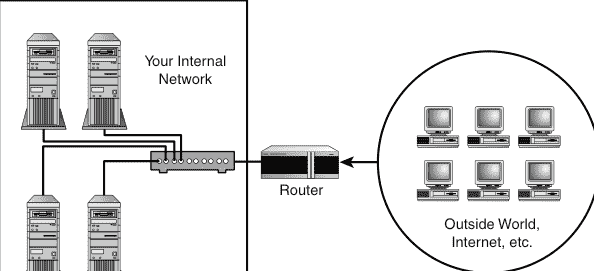 Your Internal
Network
Router
Outside World,
Internet, etc.